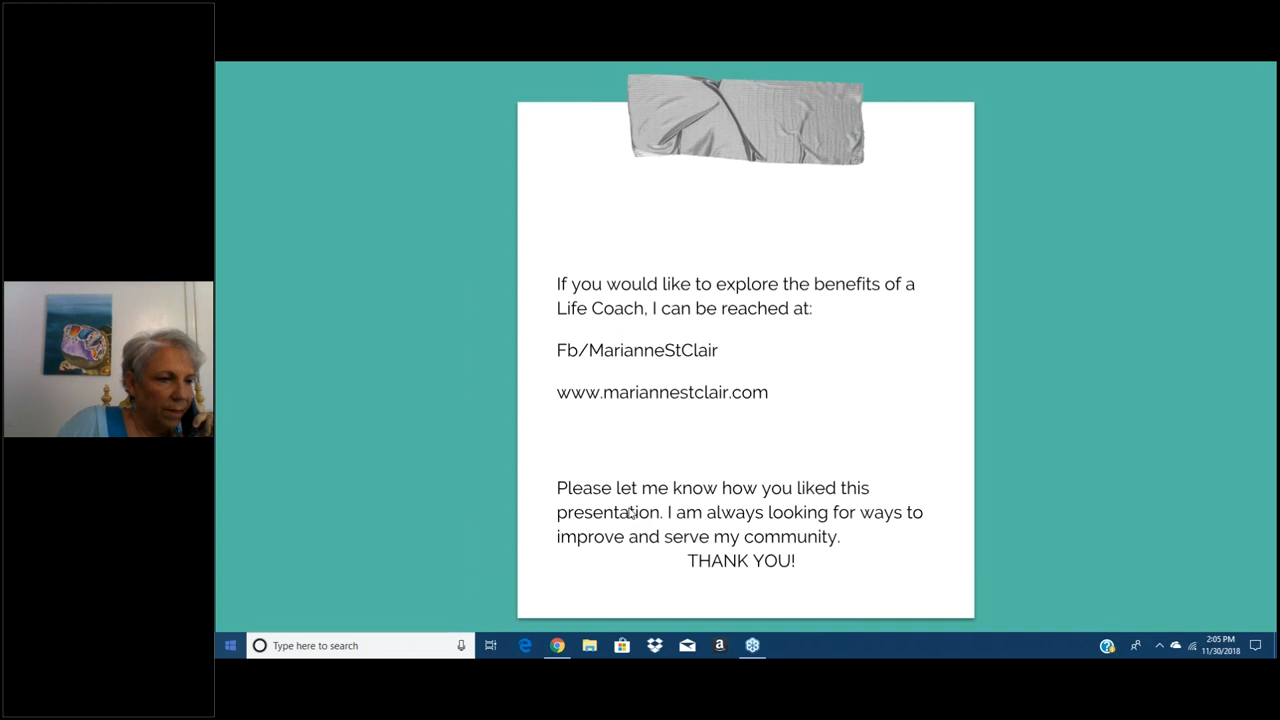 If you would like to explore the benefits of a
Life Coach, I can be reached at:
Fb/MarianneStClair
www.mariannestclair.com
Please let me know how you liked this
presentation. I am always looking for ways to
improve and serve my community.
THANK YOU!
Type here to search
a
2:05 PM
11/30/2018